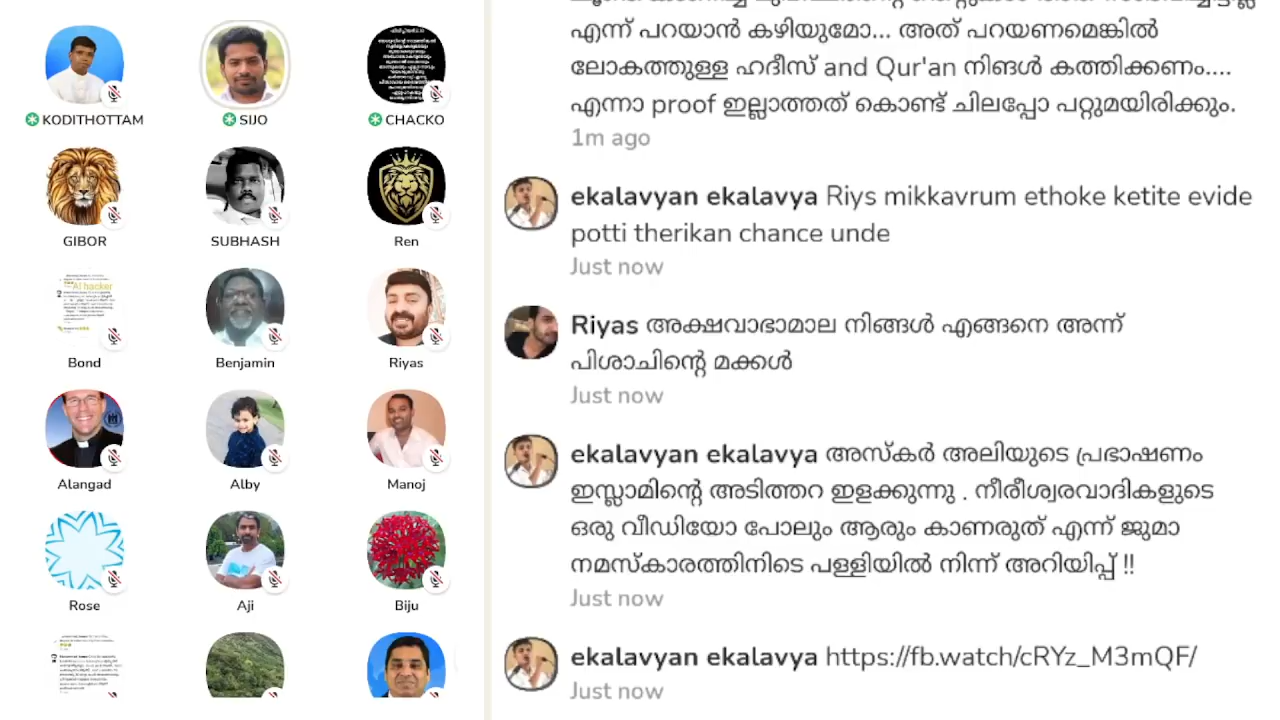 KODITHOTTAM
SIJO
CHACKO
GIBOR
SUBHASH
Ren
AI hacker
Bond
Benjamin
Riyas
Alangad
Alby
Manoj
Rose
Aji
Biju
എന്ന് പറയാൻ കഴിയുമോ... അത് പറയണമെങ്കിൽ
ലോകത്തുള്ള ഹദീസ് and Qur'an നിങൾ കത്തിക്കണം....
എന്നാ proof ഇല്ലാത്തത് കൊണ്ട് ചിലപ്പോ പറ്റുമയിരിക്കും.
1m ago
ekalavyan ekalavya Riys mikkavrum ethoke ketite evide
potti therikan chance unde
Just now
Riyas അക്ഷവാഭാമാല നിങ്ങൾ എങ്ങനെ അന്ന്
പിശാചിന്റെ മക്കൾ
Just now
ekalavyan ekalavya അസ്കർ അലിയുടെ പ്രഭാഷണം
ഇസ്ലാമിന്റെ അടിത്തറ ഇളക്കുന്നു . നീരീശ്വരവാദികളുടെ
ഒരു വീഡിയോ പോലും ആരും കാണരുത് എന്ന് ജുമാ
നമസ്കാരത്തിനിടെ പള്ളിയിൽ നിന്ന് അറിയിപ്പ് !!
Just now
ekalavyan ekalavya https://fb.watch/cRYz_M3mQF/
Just now